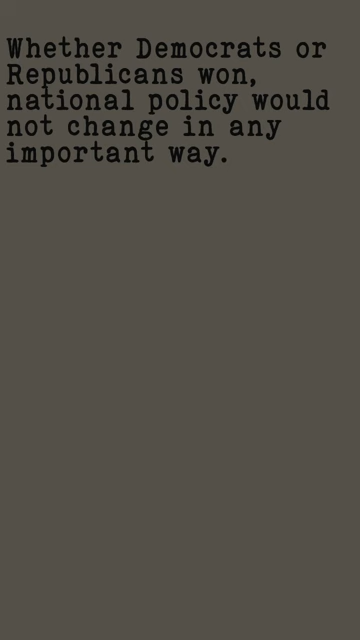 Whether Democrats or
Republicans won,
national policy would
not change in any
important way.